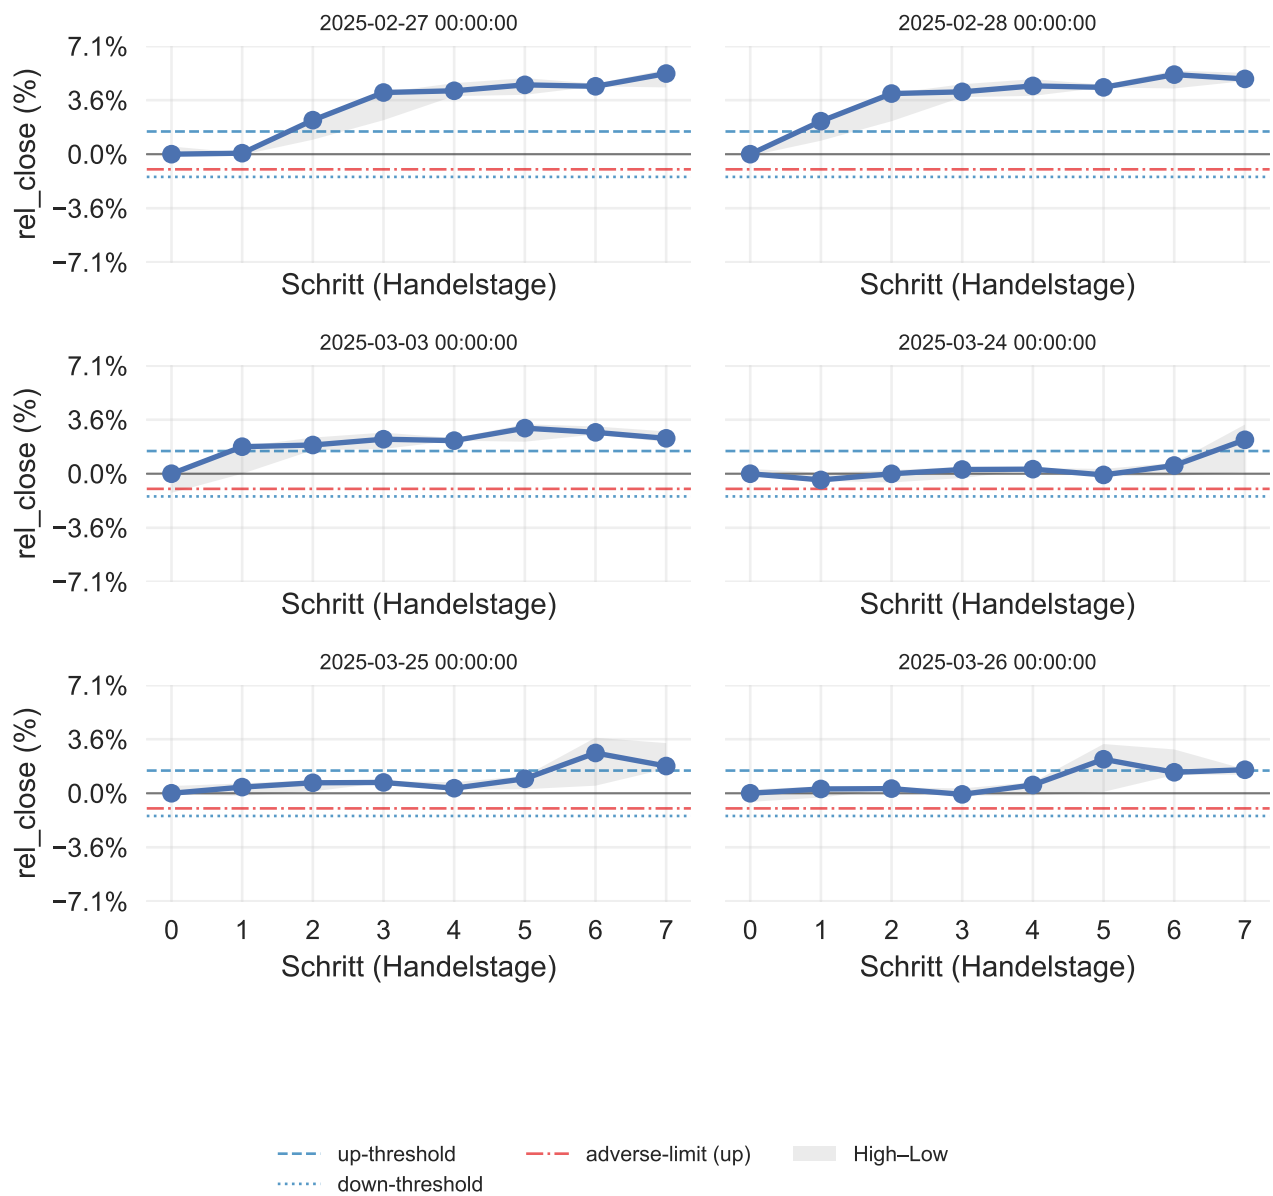 2025-02-27 00:00:00
2025-02-28 00:00:00
7.1%
3.6%
0.0%
−3.6%
−7.1%
rel_close (%)
Schritt (Handelstage)
Schritt (Handelstage)
2025-03-03 00:00:00
2025-03-24 00:00:00
7.1%
3.6%
0.0%
−3.6%
−7.1%
rel_close (%)
Schritt (Handelstage)
Schritt (Handelstage)
2025-03-25 00:00:00
2025-03-26 00:00:00
7.1%
3.6%
0.0%
−3.6%
−7.1%
rel_close (%)
0 1 2 3 4 5 6 7
0 1 2 3 4 5 6 7
Schritt (Handelstage)
Schritt (Handelstage)
up-threshold
adverse-limit (up)
High–Low
down-threshold